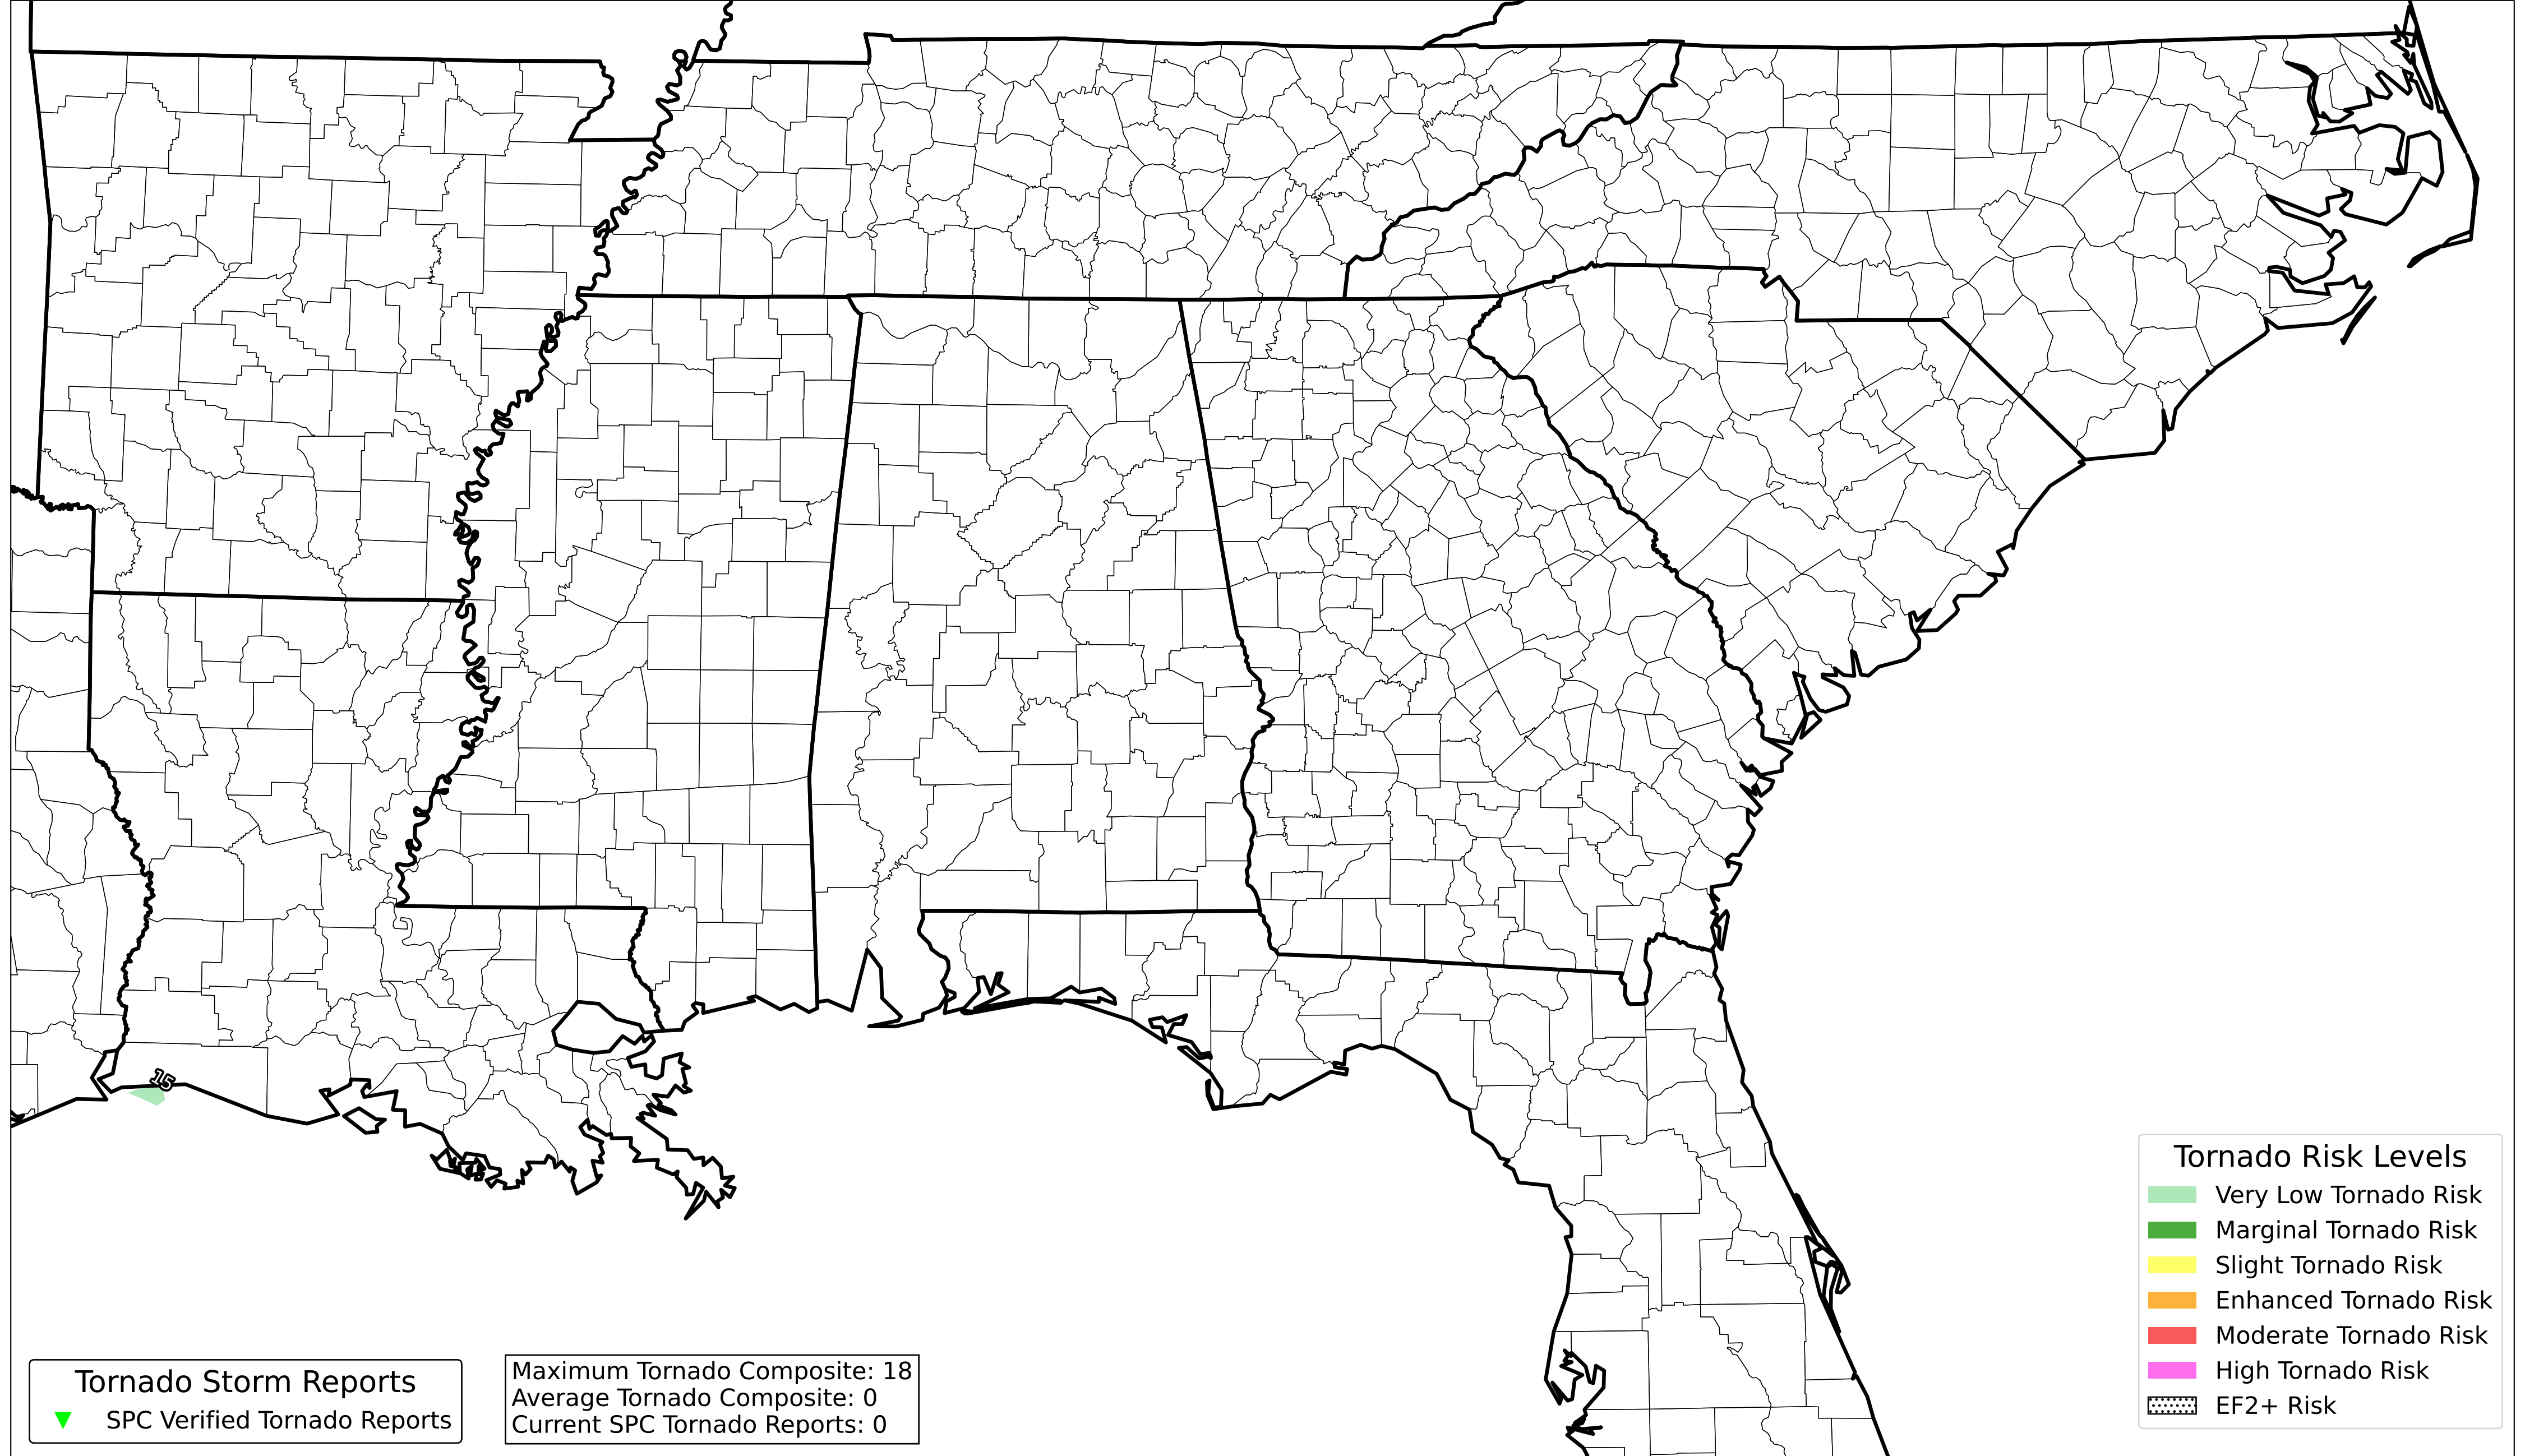 15
Tornado Risk Levels
Very Low Tornado Risk
Marginal Tornado Risk
Slight Tornado Risk
Enhanced Tornado Risk
Moderate Tornado Risk
High Tornado Risk
EF2+ Risk
Tornado Storm Reports
SPC Verified Tornado Reports
Maximum Tornado Composite: 18
Average Tornado Composite: 0
Current SPC Tornado Reports: 0